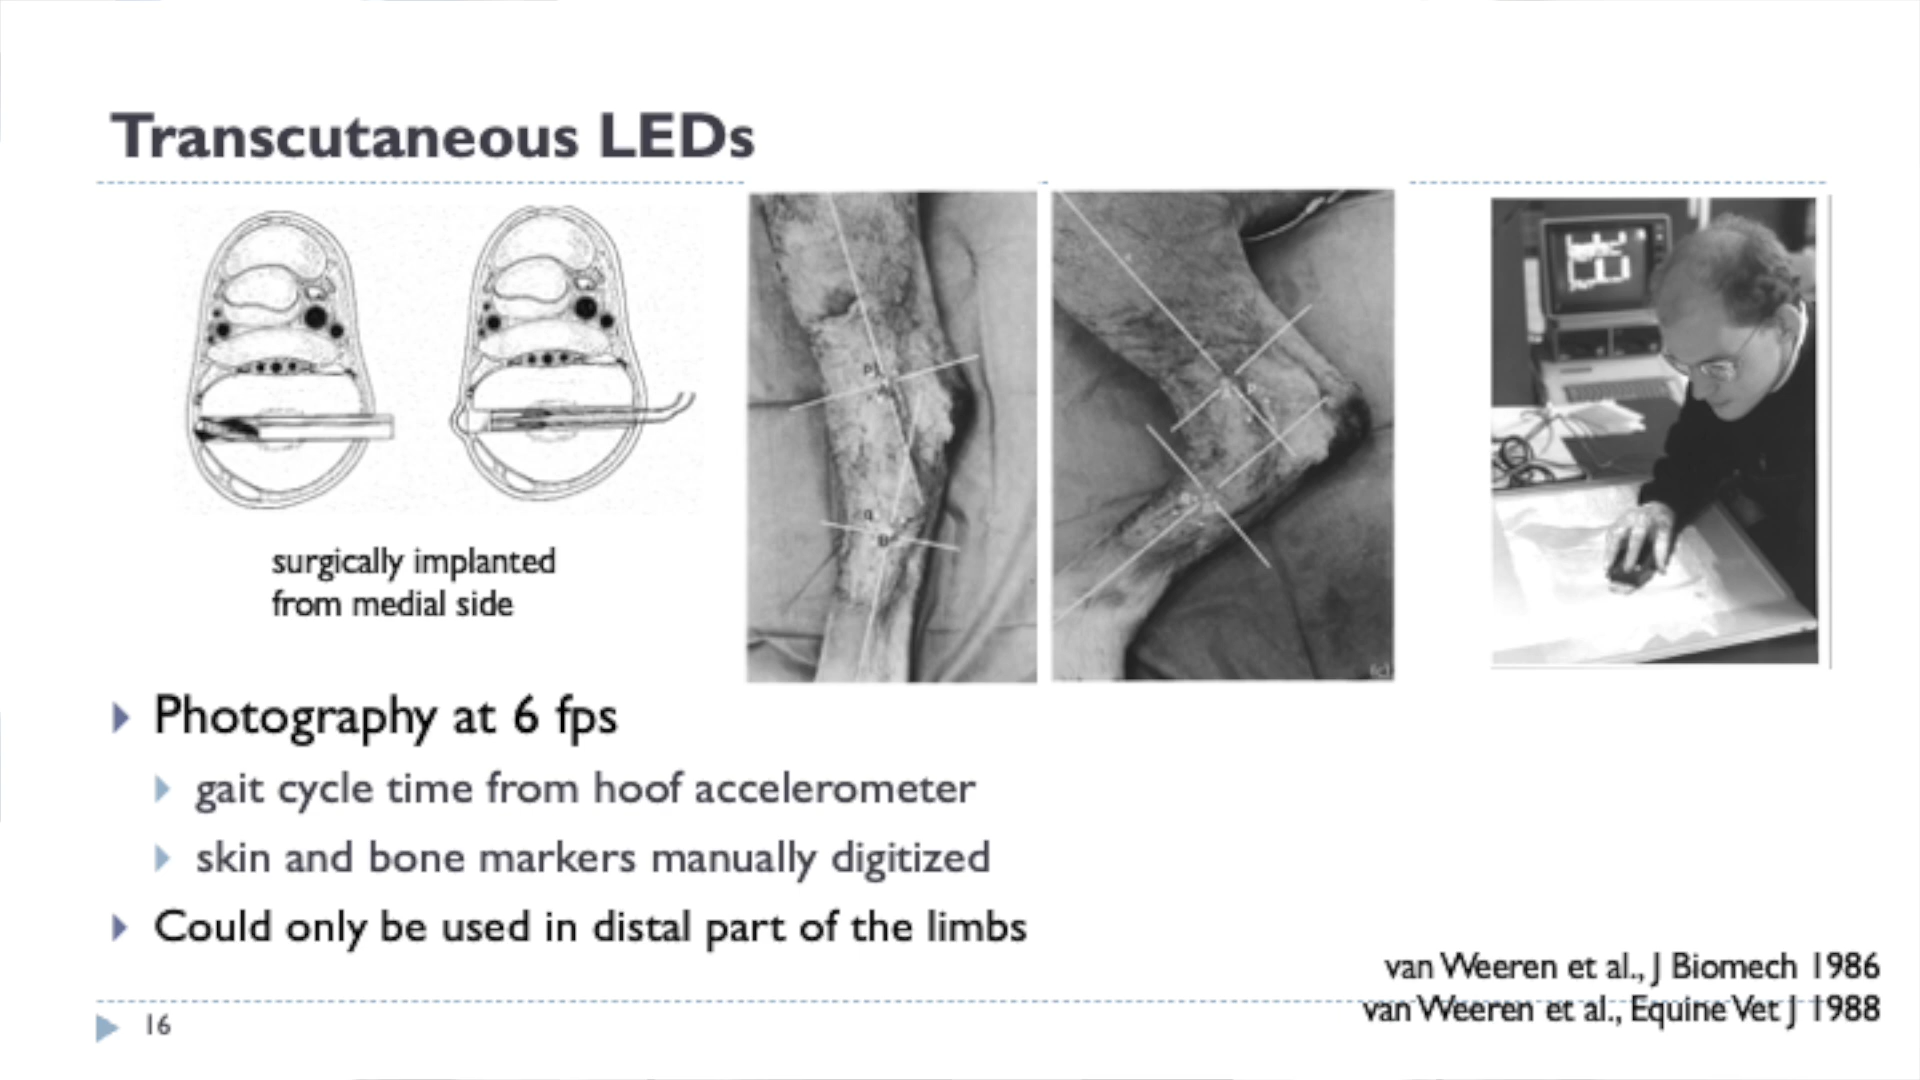 Transcutaneous LEDs
surgically implanted
from medial side
Photography at 6 fps
gait cycle time from hoof accelerometer
skin and bone markers manually digitized
Could only be used in distal part of the limbs
van Weeren et al., J Biomech 1986
van Weeren et al., Equine Vet J 1988
16